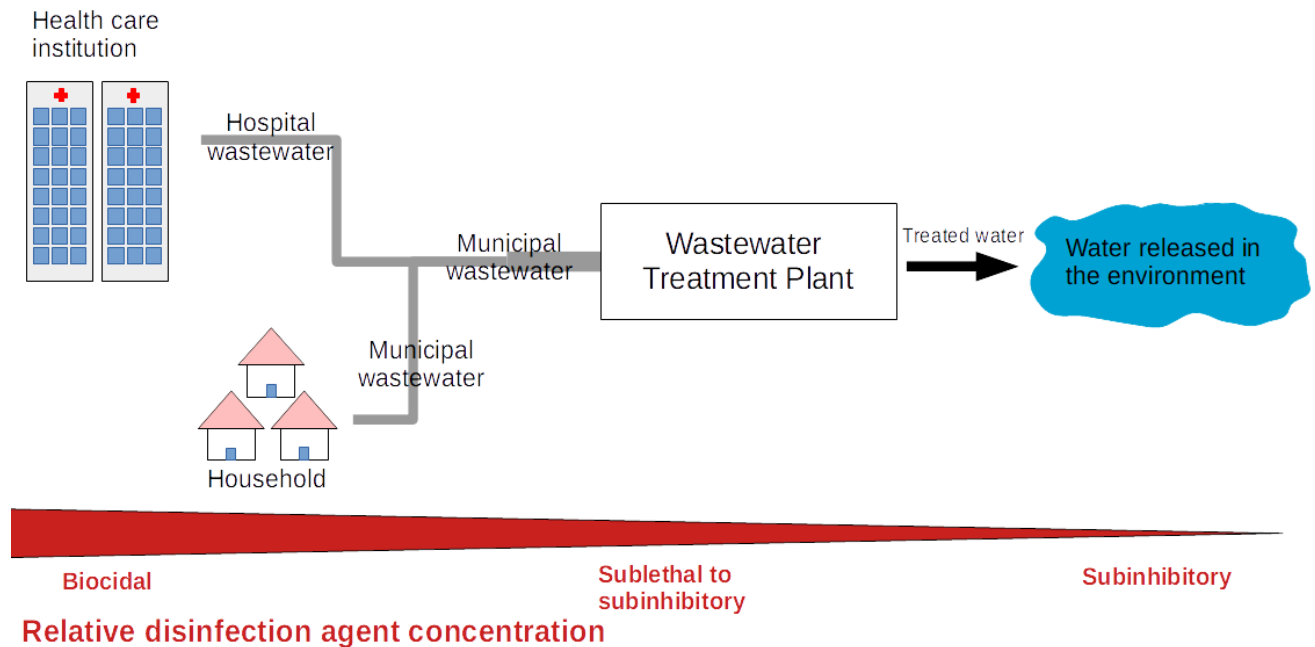 Health care
institution
Hospital
wastewater
Municipal
wastewater
Wastewater
Treatment Plant
Treated water
Water released in
the environment
Municipal
wastewater
Household
Biocidal
Sublethal to
subinhibitory
Subinhibitory
Relative disinfection agent concentration